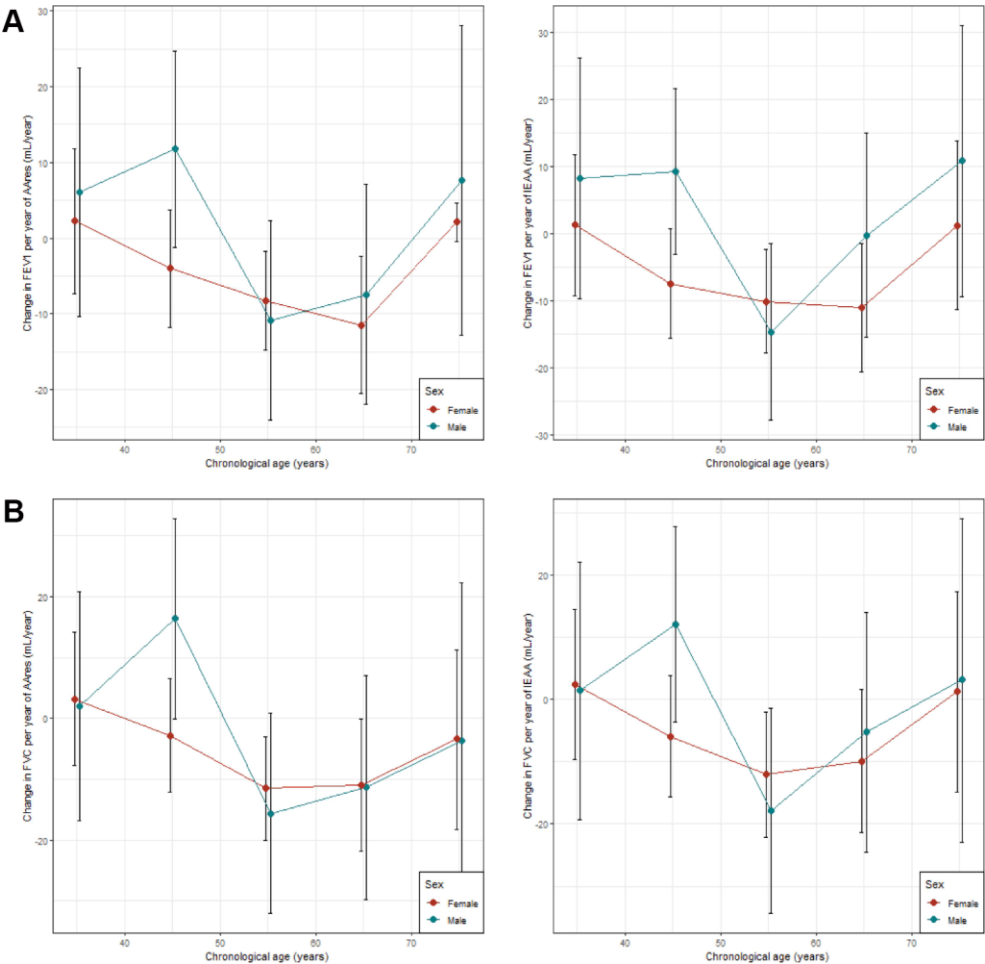 A
Change in FEV1 per year of AAres (mL/year)
30
20
10
0
-10
-20
40 50 60 70
Chronological age (years)
Sex
Female
Male
Change in FEV1 per year of IEAA (mL/year)
30
20
10
0
-10
-20
-30
40 50 60 70
Chronological age (years)
Sex
Female
Male
B
Change in FVC per year of AAres (mL/year)
20
0
-20
40 50 60 70
Chronological age (years)
Sex
Female
Male
Change in FVC per year of IEAA (mL/year)
20
0
-20
40 50 60 70
Chronological age (years)
Sex
Female
Male